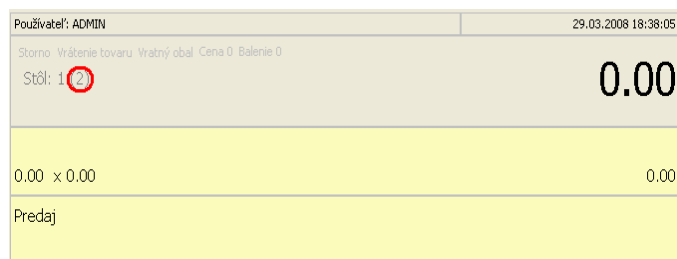 Používateľ: ADMIN 29.03.2008 18:38:05
Storno Vrátenie tovaru Vratný obal Cena 0 Balenie 0
Stôl: 1(2) 0.00
0.00 x 0.00 0.00
Predaj